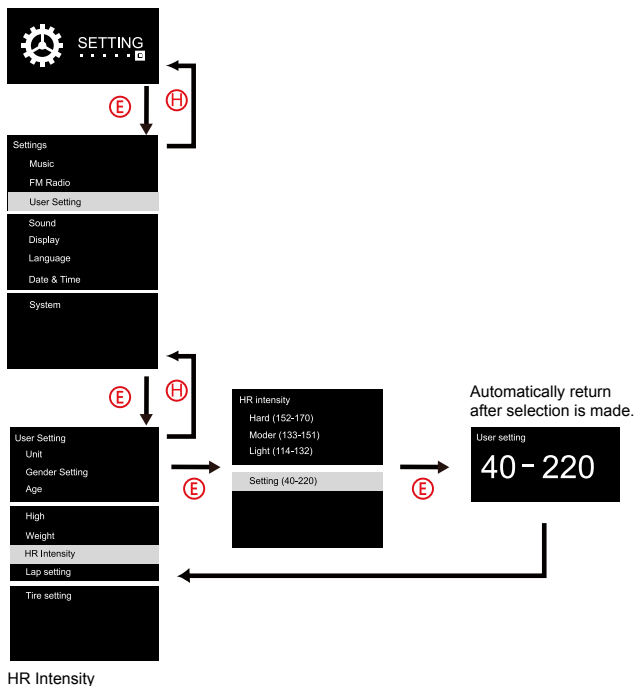 SETTING
C
E
H
Settings
Music
FM Radio
User Setting
Sound
Display
Language
Date & Time
System
E
H
User Setting
Unit
Gender Setting
Age
High
Weight
HR Intensity
Lap setting
Tire setting
E
HR intensity
Hard (152-170)
Moder (133-151)
Light (114-132)
Setting (40-220)
E
Automatically return
after selection is made.
User setting
40 - 220
HR Intensity